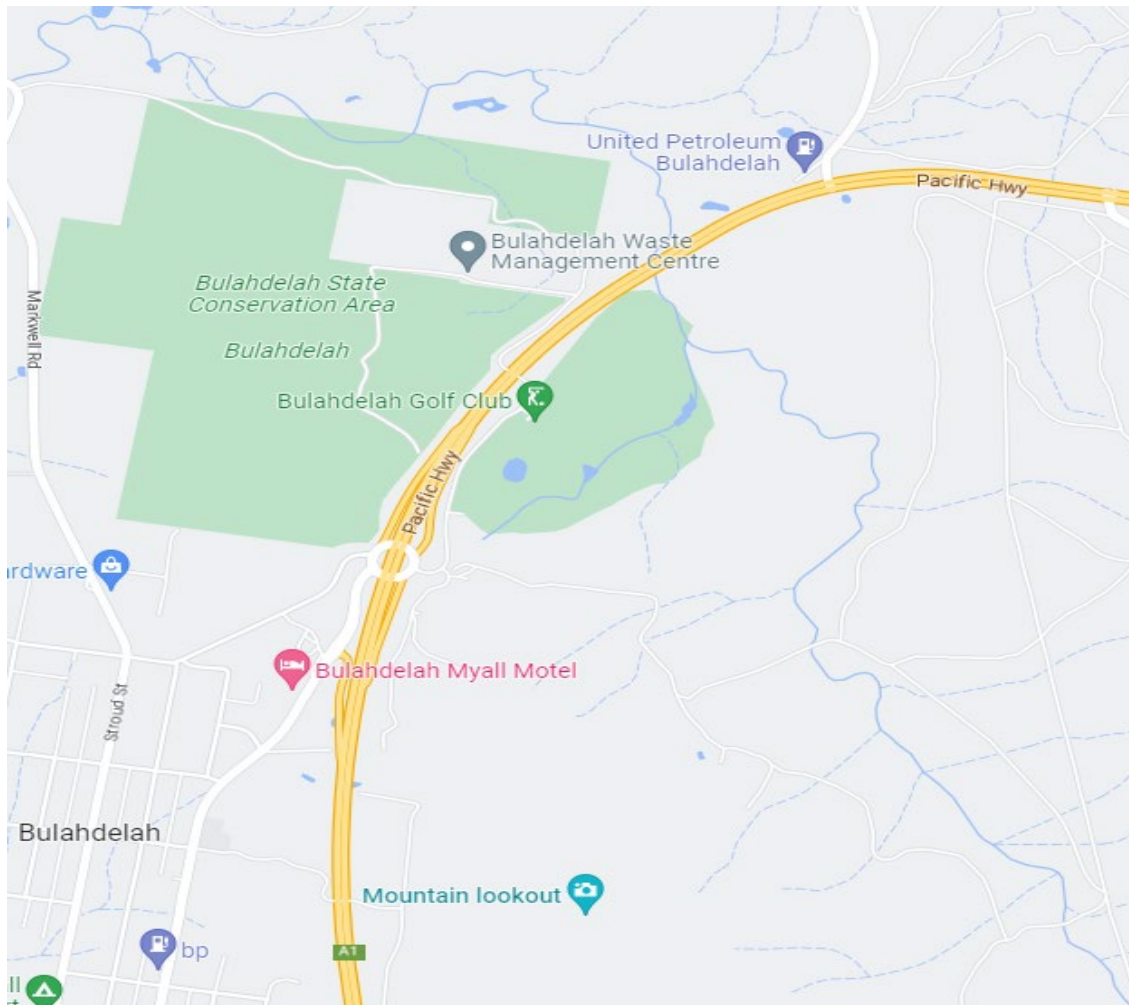 United Petroleum
Bulahdelah
Pacific Hwy
Bulahdelah Waste
Management Centre
Bulahdelah State
Conservation Area
Markwell Rd
Bulahdelah
Bulahdelah Golf Club
Pacific Hwy
ardware
Bulahdelah Myall Motel
Stroud St
Bulahdelah
Mountain lookout
A1
bp